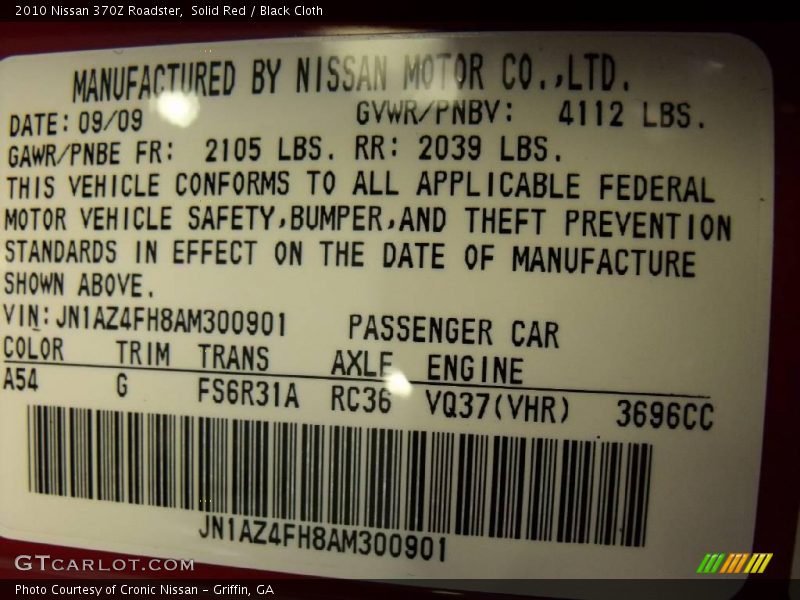 2010 Nissan 370Z Roadster,  Solid Red / Black Cloth
MANUFACTURED BY NISSAN MOTOR CO.,LTD.
DATE: 09/09 GVWR/PNBV: 4112 LBS.
GAWR/PNBE FR: 2105 LBS. RR: 2039 LBS.
THIS VEHICLE CONFORMS TO ALL APPLICABLE FEDERAL
MOTOR VEHICLE SAFETY,BUMPER,AND THEFT PREVENTION
STANDARDS IN EFFECT ON THE DATE OF MANUFACTURE
SHOWN ABOVE.
VIN: JN1AZ4FH8AM300901 PASSENGER CAR
COLOR TRIM TRANS AXLE ENGINE
A54 G FS6R31A RC36 VQ37(VHR) 3696CC
JN1AZ4FH8AM300901
GTCARLOT.COM
Photo Courtesy of Cronic Nissan - Griffin, GA